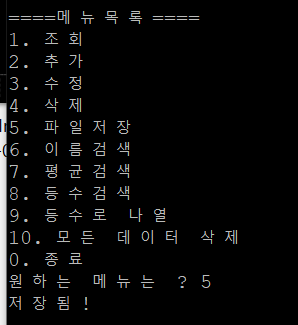 ====메뉴목록====
1. 조회
2. 추가
3. 수정
4. 삭제
5. 파일저장
6. 이름검색
7. 평균검색
8. 등수검색
9. 등수로 나열
10. 모든 데이터 삭제
0. 종료
원하는 메뉴는 ? 5
저장됨 !